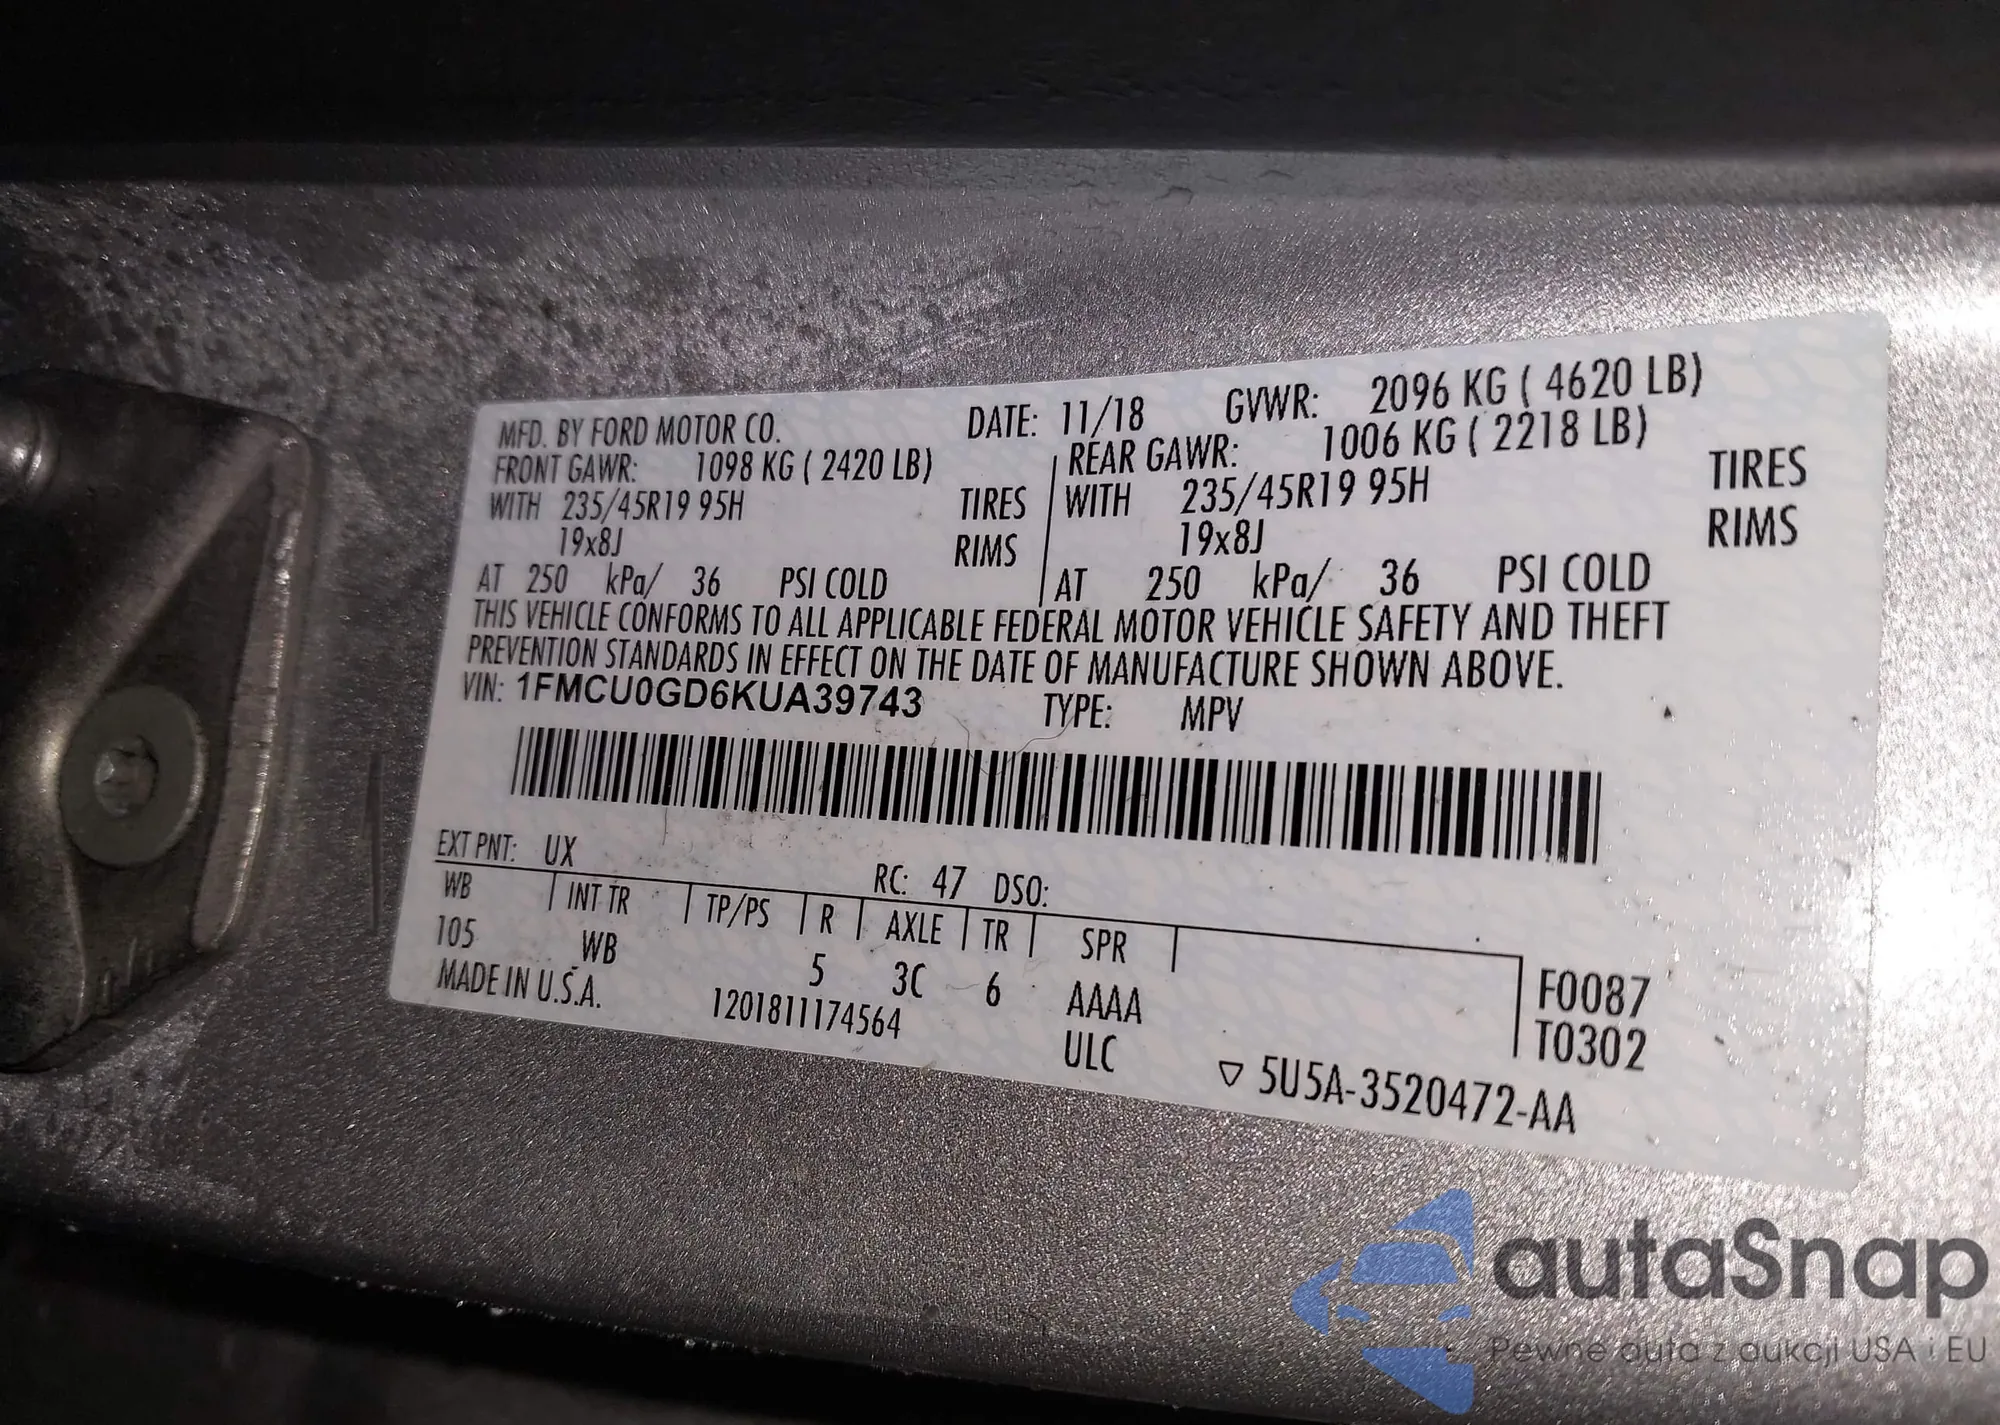 MFD. BY FORD MOTOR CO. DATE: 11/18 GVWR: 2096 KG ( 4620 LB)
FRONT GAWR: 1098 KG ( 2420 LB) REAR GAWR: 1006 KG ( 2218 LB)
WITH 235/45R19 95H TIRES WITH 235/45R19 95H TIRES
19x8J RIMS 19x8J RIMS
AT 250 kPa/ 36 PSI COLD AT 250 kPa/ 36 PSI COLD
THIS VEHICLE CONFORMS TO ALL APPLICABLE FEDERAL MOTOR VEHICLE SAFETY AND THEFT
PREVENTION STANDARDS IN EFFECT ON THE DATE OF MANUFACTURE SHOWN ABOVE.
VIN: 1FMCU0GD6KUA39743 TYPE: MPV
EXT PNT: UX RC: 47 DSO:
WB INT TR TP/PS R AXLE TR SPR
105 WB 5 3C 6 AAAA F0087
MADE IN U.S.A. 1201811174564 ULC T0302
▽ 5U5A-3520472-AA
autaSnap
Pewne auta z aukcji USA i EU